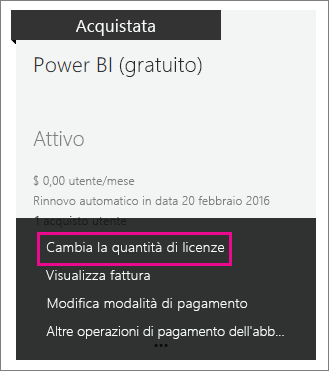 Acquistata
Power BI (gratuito)
Attivo
$ 0,00 utente/mese
Rinnovo automatico in data 20 febbraio 2016
1 acquisto utente
Cambia la quantità di licenze
Visualizza fattura
Modifica modalità di pagamento
Altre operazioni di pagamento dell'abb...
...